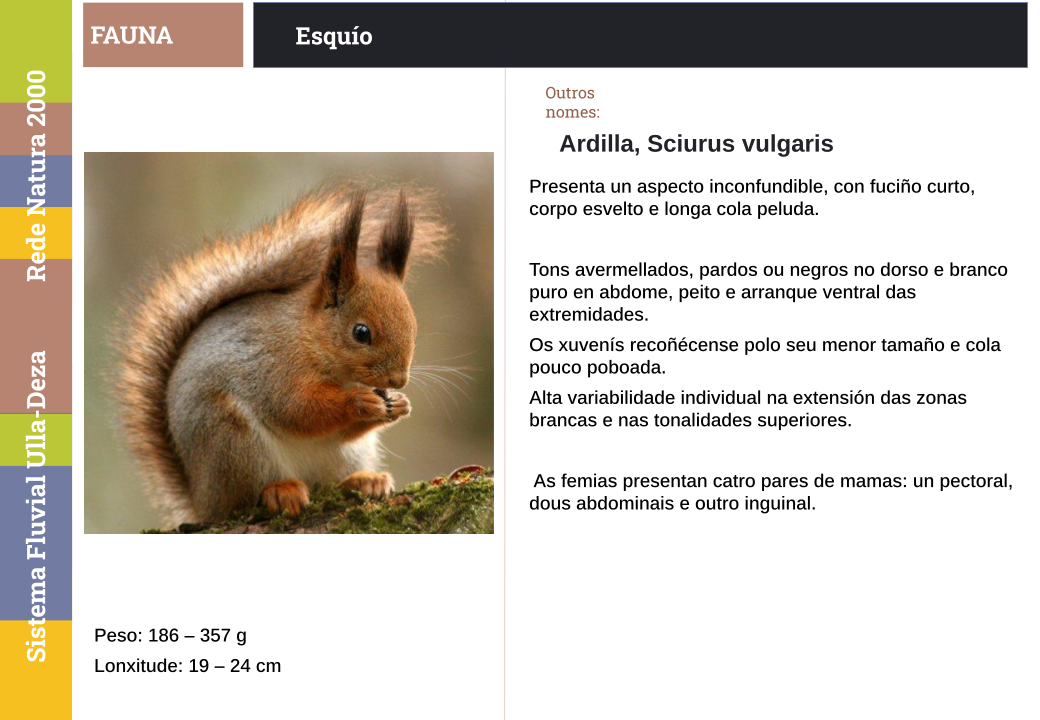 FAUNA
Esquío
Rede Natura 2000
Sistema Fluvial Ulla-Deza
Outros
nomes:
Ardilla, Sciurus vulgaris
Presenta un aspecto inconfundible, con fuciño curto,
corpo esvelto e longa cola peluda.
Tons avermellados, pardos ou negros no dorso e branco
puro en abdome, peito e arranque ventral das
extremidades.
Os xuvenís recoñécense polo seu menor tamaño e cola
pouco poboada.
Alta variabilidade individual na extensión das zonas
brancas e nas tonalidades superiores.
As femias presentan catro pares de mamas: un pectoral,
dous abdominais e outro inguinal.
Peso: 186 – 357 g
Lonxitude: 19 – 24 cm